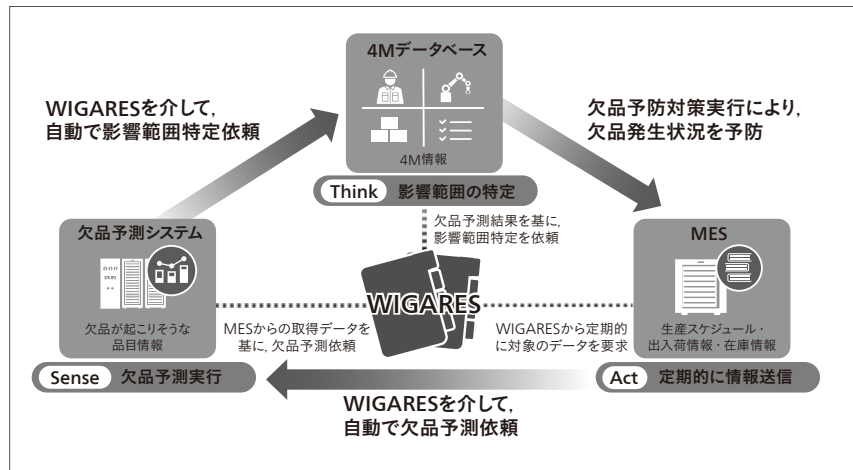 4Mデータベース
4M情報
Think 影響範囲の特定
WIGARESを介して,
自動で影響範囲特定依頼
欠品予防対策実行により,
欠品発生状況を予防
欠品予測結果を基に,
影響範囲特定を依頼
欠品予測システム
欠品が起こりそうな
品目情報
Sense 欠品予測実行
WIGARES
MESからの取得データを
基に, 欠品予測依頼
WIGARESから定期的
に対象のデータを要求
MES
生産スケジュール・
出入荷情報・在庫情報
Act 定期的に情報送信
WIGARESを介して,
自動で欠品予測依頼